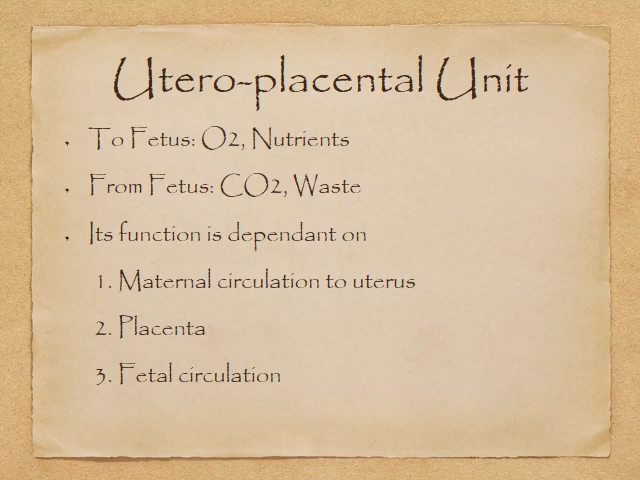 Utero-placental Unit
• To Fetus: O2, Nutrients
• From Fetus: CO2, Waste
• Its function is dependant on
1. Maternal circulation to uterus
2. Placenta
3. Fetal circulation